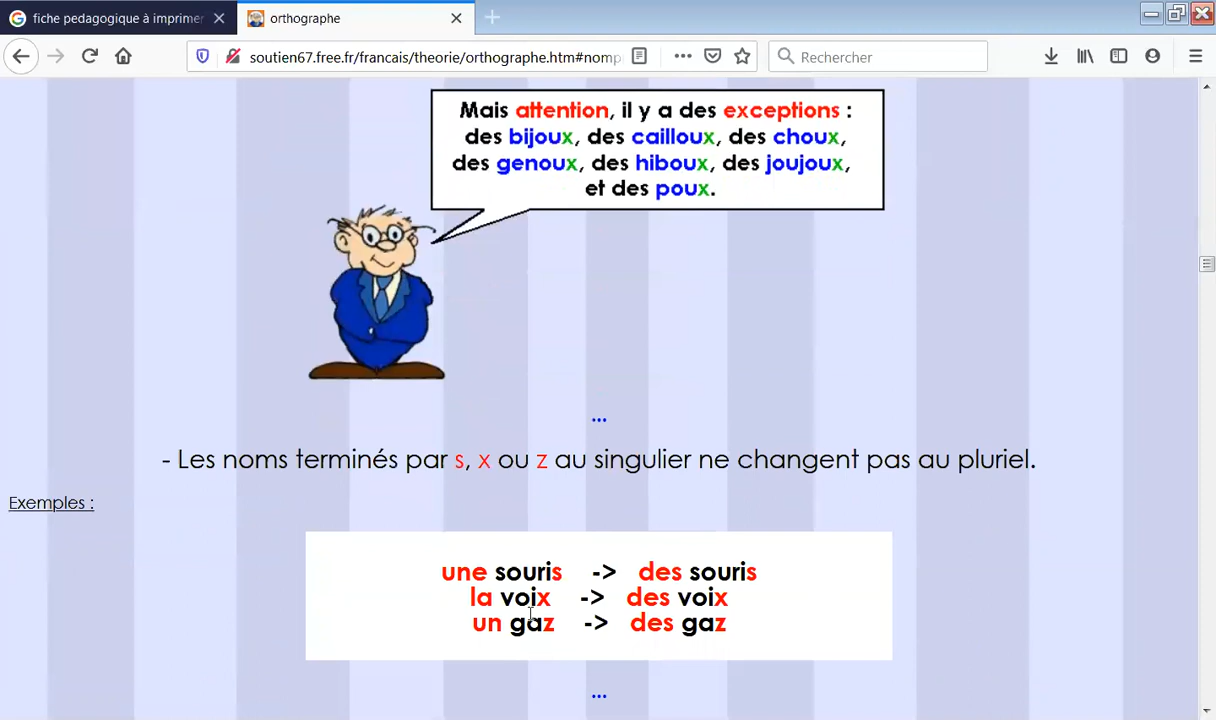 fiche pedagogique à imprimer
orthographe
soutien67.free.fr/francais/theorie/orthographe.htm#nomp
Rechercher
Mais attention, il y a des exceptions :
des bijoux, des cailloux, des choux,
des genoux, des hiboux, des joujoux,
et des poux.
...
- Les noms terminés par s, x ou z au singulier ne changent pas au pluriel.
Exemples :
une souris -> des souris
la voix -> des voix
un gaz -> des gaz
...